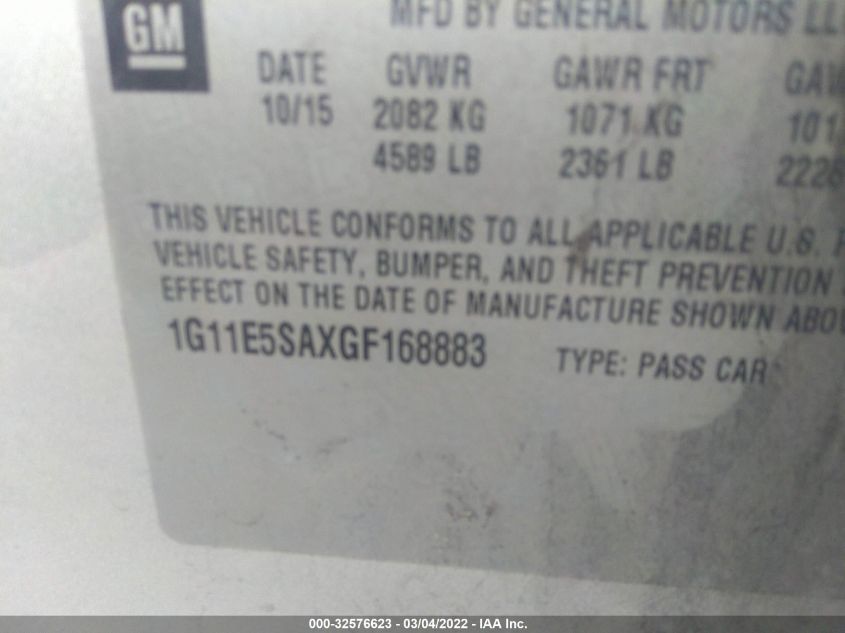 GM
MFD BY GENERAL MOTORS
DATE GVWR GAWR FRT
10/15 2082 KG 1071 KG
4589 LB 2361 LB
THIS VEHICLE CONFORMS TO ALL APPLICABLE U.S.
VEHICLE SAFETY, BUMPER, AND THEFT PREVENTION
EFFECT ON THE DATE OF MANUFACTURE SHOWN
1G11E5SAXGF168883 TYPE: PASS CAR
000-32576623 - 03/04/2022 - IAA Inc.